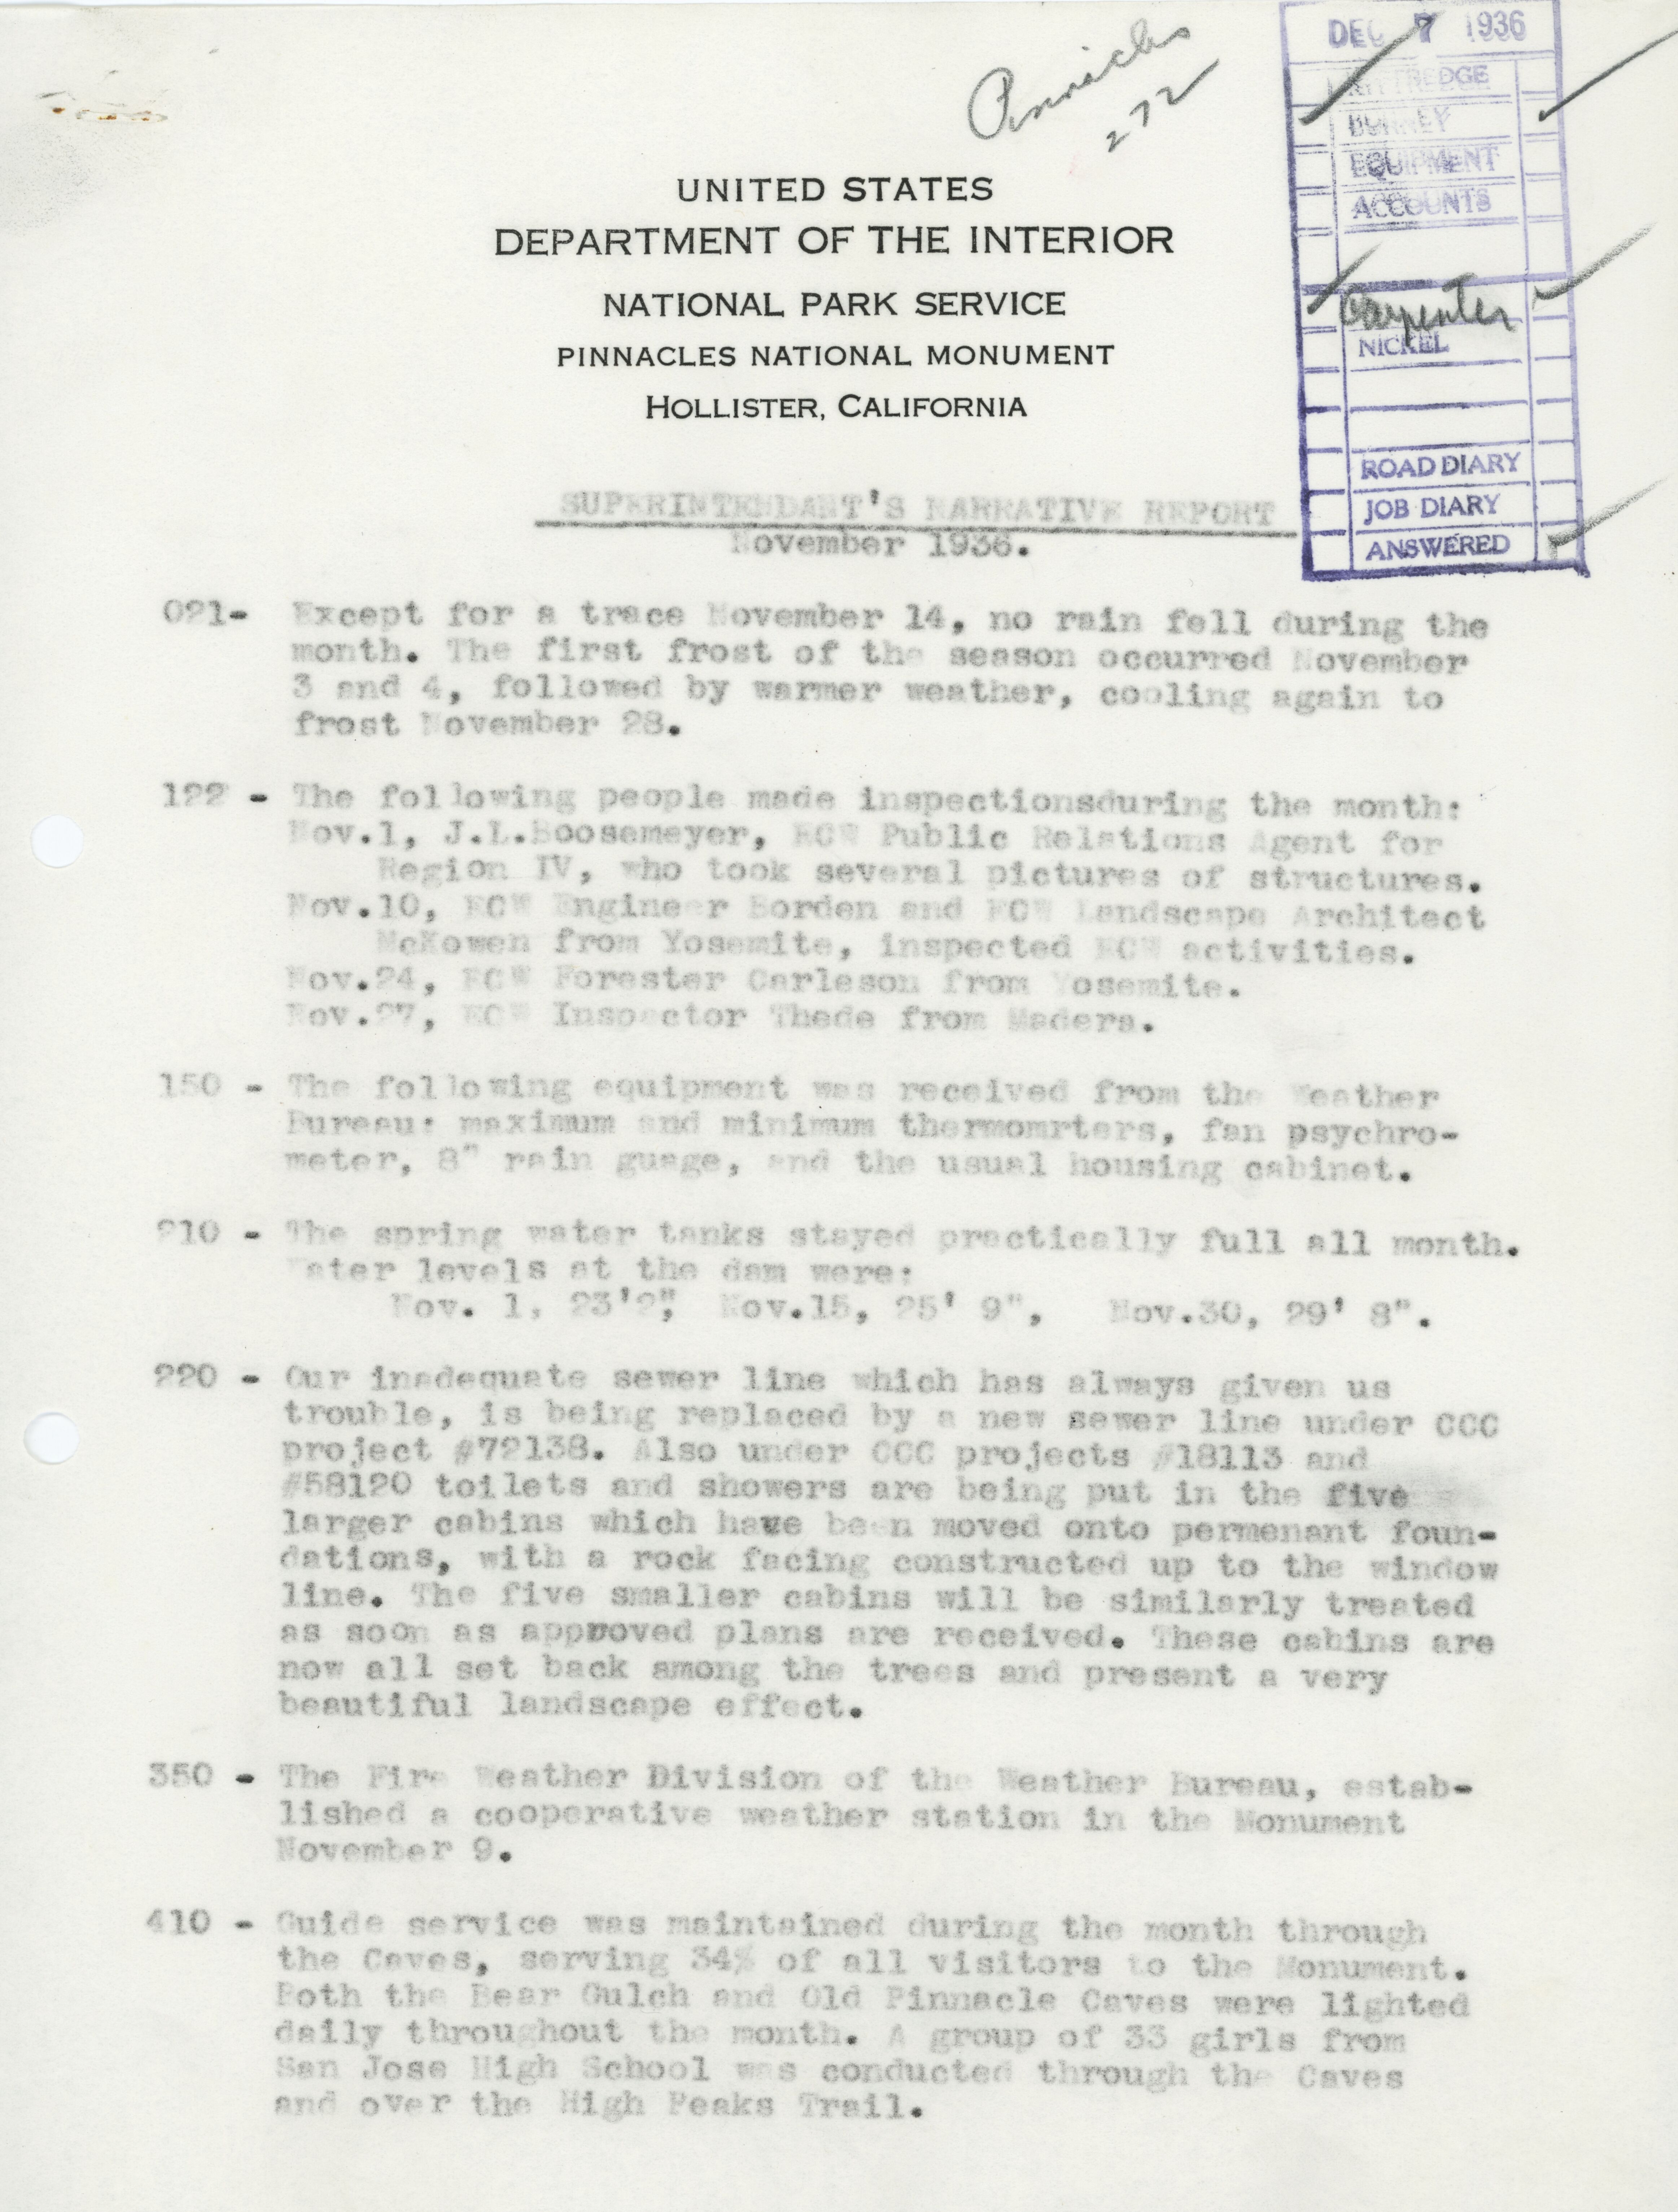 Pinnacles
272
DEC 7 1936
KITTREDGE
BURNEY
EQUIPMENT
ACCOUNTS
Carpenter
NICKEL
ROAD DIARY
JOB DIARY
ANSWERED
UNITED STATES
DEPARTMENT OF THE INTERIOR
NATIONAL PARK SERVICE
PINNACLES NATIONAL MONUMENT
HOLLISTER, CALIFORNIA
SUPERINTENDANT'S NARRATIVE REPORT
November 1936.
021- Except for a trace November 14, no rain fell during the
month. The first frost of the season occurred November
3 and 4, followed by warmer weather, cooling again to
frost November 28.
122 - The following people made inspectionsduring the month:
Nov.1, J.L.Boosemeyer, ECW Public Relations Agent for
Region IV, who took several pictures of structures.
Nov.10, ECW Engineer Borden and ECW Landscape Architect
McKowen from Yosemite, inspected ECW activities.
Nov.24, ECW Forester Carleson from Yosemite.
Nov.27, ECW Inspector Thede from Madera.
150 - The following equipment was received from the Weather
Bureau: maximum and minimum thermomrters, fan psychro-
meter, 8" rain guage, and the usual housing cabinet.
210 - The spring water tanks stayed practically full all month.
Water levels at the dam were:
Nov. 1, 23'2", Nov.15, 25' 9", Nov.30, 29' 8".
220 - Our inadequate sewer line which has always given us
trouble, is being replaced by a new sewer line under CCC
project #72138. Also under CCC projects #18113 and
#58120 toilets and showers are being put in the five
larger cabins which have been moved onto permenant foun-
dations, with a rock facing constructed up to the window
line. The five smaller cabins will be similarly treated
as soon as approved plans are received. These cabins are
now all set back among the trees and present a very
beautiful landscape effect.
350 - The Fire Weather Division of the Weather Bureau, estab-
lished a cooperative weather station in the Monument
November 9.
410 - Guide service was maintained during the month through
the Caves, serving 34% of all visitors to the Monument.
Both the Bear Gulch and Old Pinnacle Caves were lighted
daily throughout the month. A group of 33 girls from
San Jose High School was conducted through the Caves
and over the High Peaks Trail.